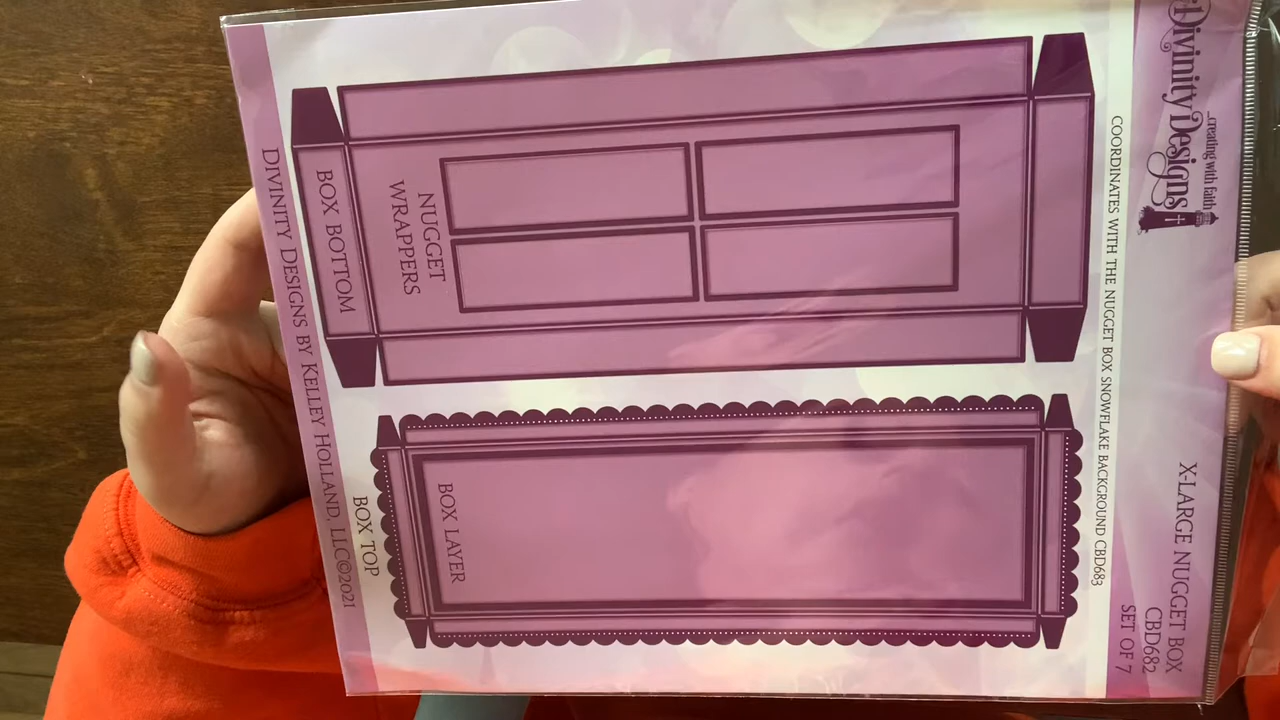 Divinity Designs
...creating with faith
X-LARGE NUGGET BOX
CBD682
SET OF 7
COORDINATES WITH THE NUGGET BOX SNOWFLAKE BACKGROUND CBD683
NUGGET
WRAPPERS
BOX BOTTOM
BOX LAYER
BOX TOP
DIVINITY DESIGNS BY KELLEY HOLLAND, LLC©2021